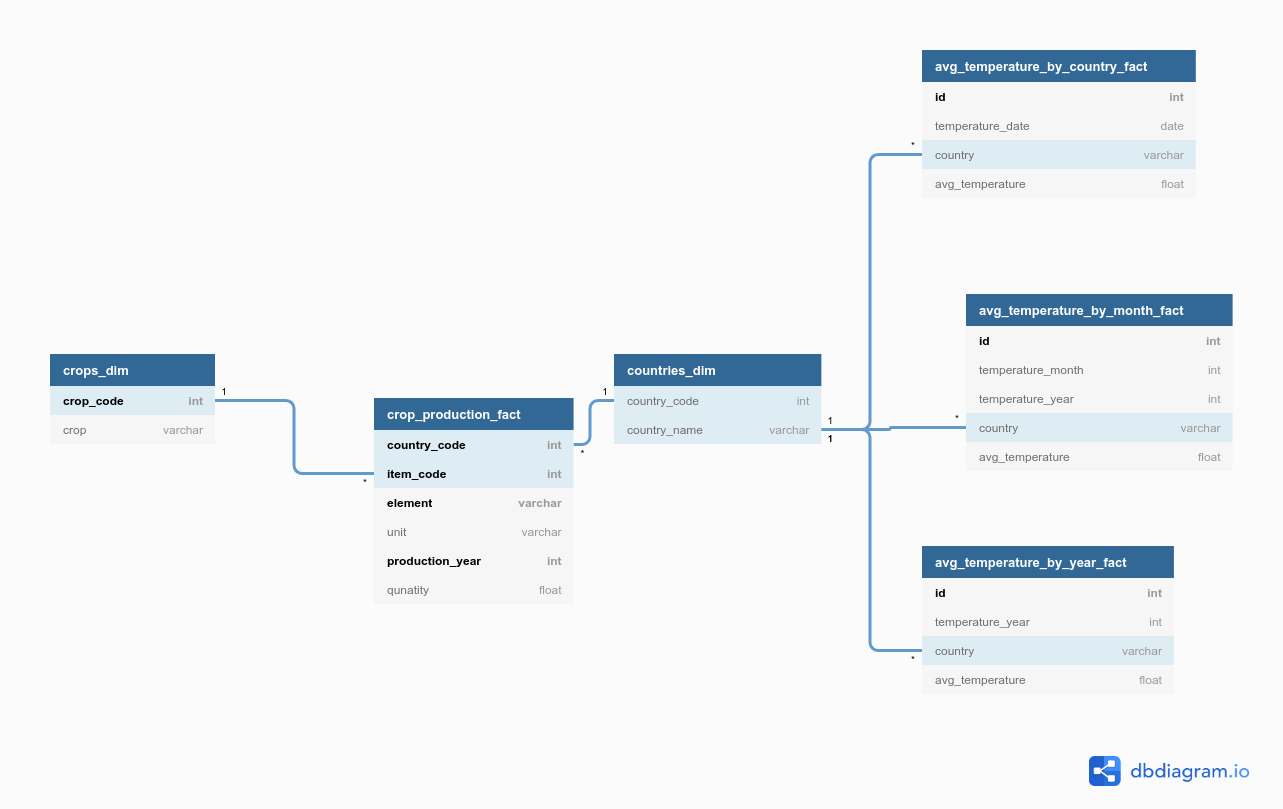 avg_temperature_by_country_fact
id int
temperature_date date
* country varchar
avg_temperature float
avg_temperature_by_month_fact
id int
temperature_month int
temperature_year int
* country varchar
avg_temperature float
crops_dim
crop_code int 1
crop varchar
crop_production_fact
country_code int *
* item_code int
element varchar
unit varchar
production_year int
qunatity float
countries_dim
1 country_code int
country_name varchar 1
1
avg_temperature_by_year_fact
id int
temperature_year int
* country varchar
avg_temperature float
dbdiagram.io